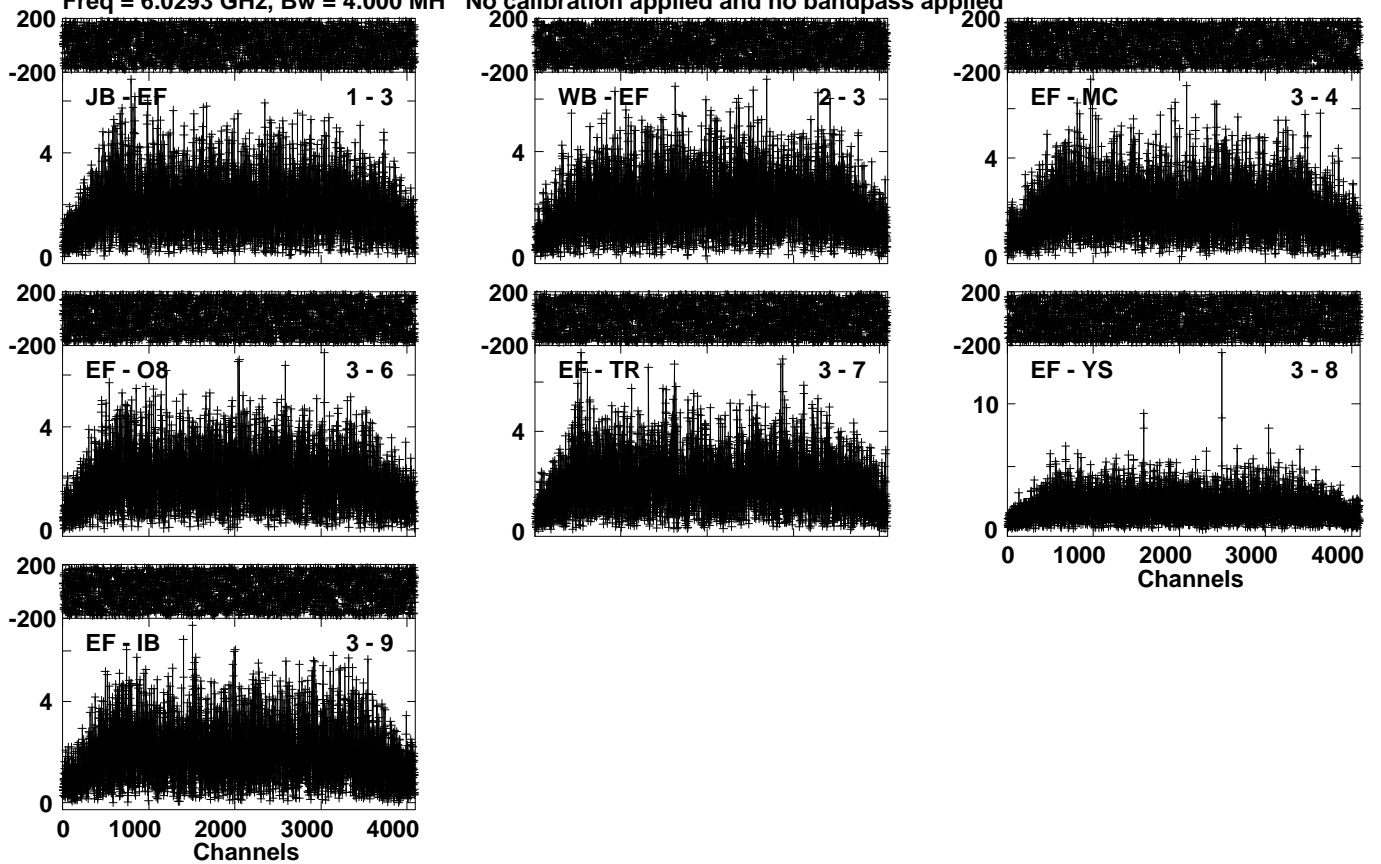 Freq = 6.0293 GHz, Bw = 4.000 MH No calibration applied and no bandpass applied
200
-200
JB - EF 1 - 3
4
0
200
-200
WB - EF 2 - 3
4
0
200
-200
EF - MC 3 - 4
4
0
200
-200
EF - O8 3 - 6
4
0
200
-200
EF - TR 3 - 7
4
0
200
-200
EF - YS 3 - 8
10
0
0 1000 2000 3000 4000
Channels
200
-200
EF - IB 3 - 9
4
0
0 1000 2000 3000 4000
Channels